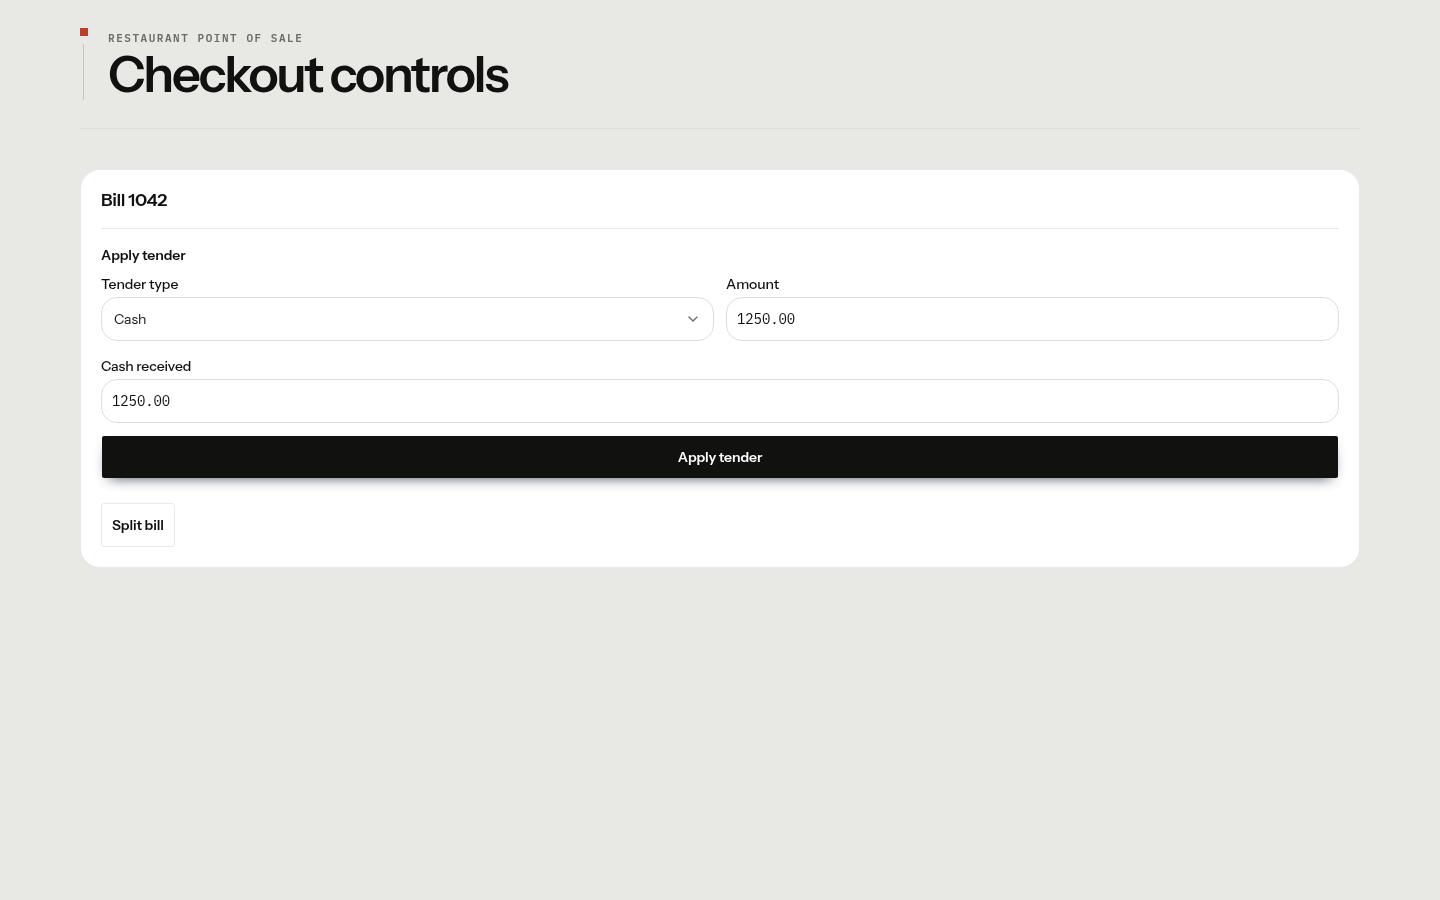 RESTAURANT POINT OF SALE
Checkout controls
Bill 1042
Apply tender
Tender type
Amount
Cash
1250.00
Cash received
1250.00
Apply tender
Split bill